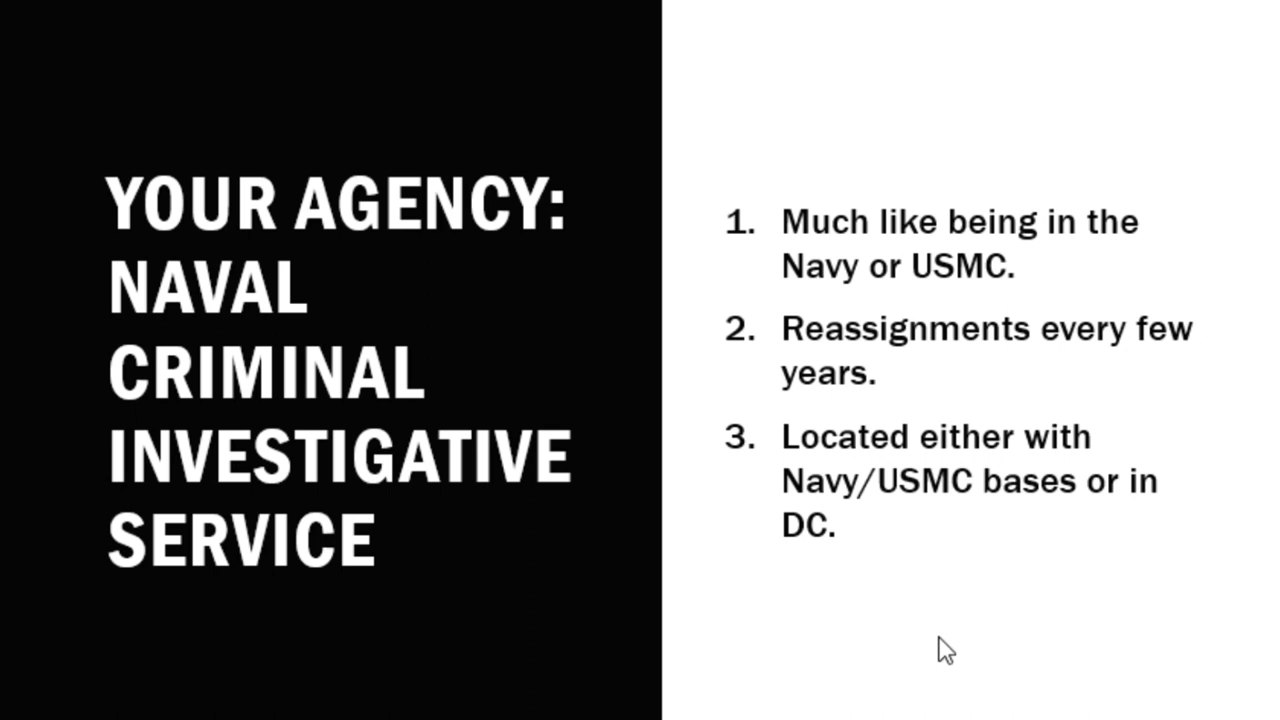 YOUR AGENCY:
NAVAL
CRIMINAL
INVESTIGATIVE
SERVICE
1. Much like being in the
Navy or USMC.
2. Reassignments every few
years.
3. Located either with
Navy/USMC bases or in
DC.